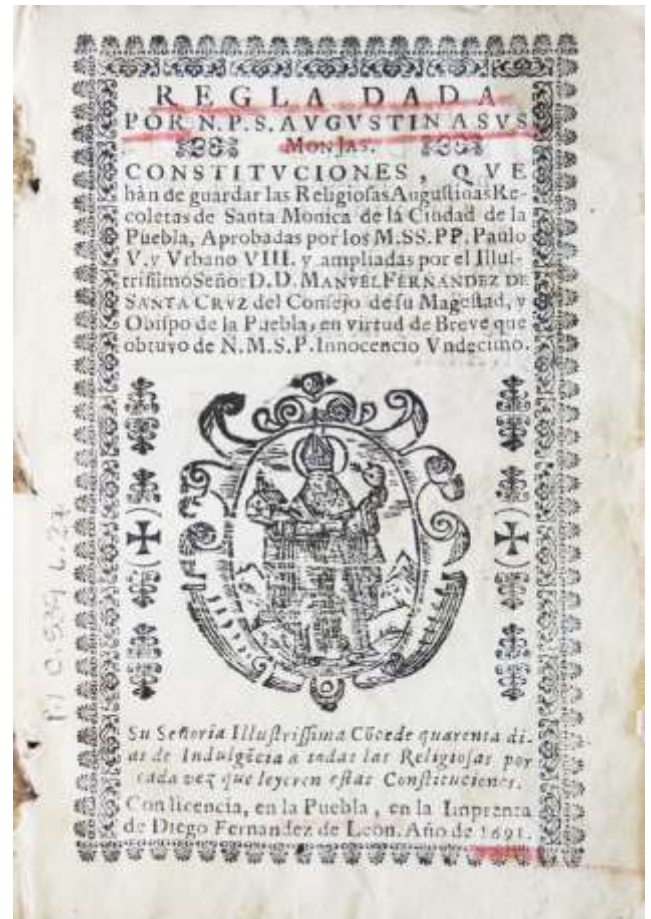 REGLA DADA
POR N.P.S. AVGVSTIN A SVS
MONJAS.
CONSTITVCIONES, QVE
hàn de guardar las Religiosas Augustinas Re-
coletas de Santa Monica de la Ciudad de la
Puebla, Aprobadas por los M.SS.PP. Paulo
V. y Vrbano VIII. y ampliadas por el Illus-
trissimo Señor D.D. MANVEL FERNANDEZ DE
SANTA CRVZ del Consejo de su Magestad, y
Obispo de la Puebla, en virtud de Breve que
obtuvo de N.M.S.P. Innocencio Vndecimo.
Su Señoria Illustrissima Cõcede quarenta di-
as de Indulgẽcia a todas las Religiosas por
cada vez que leyeren estas Constituciones.
Con licencia, en la Puebla, en la Imprenta
de Diego Fernandez de Leon. Año de 1691.